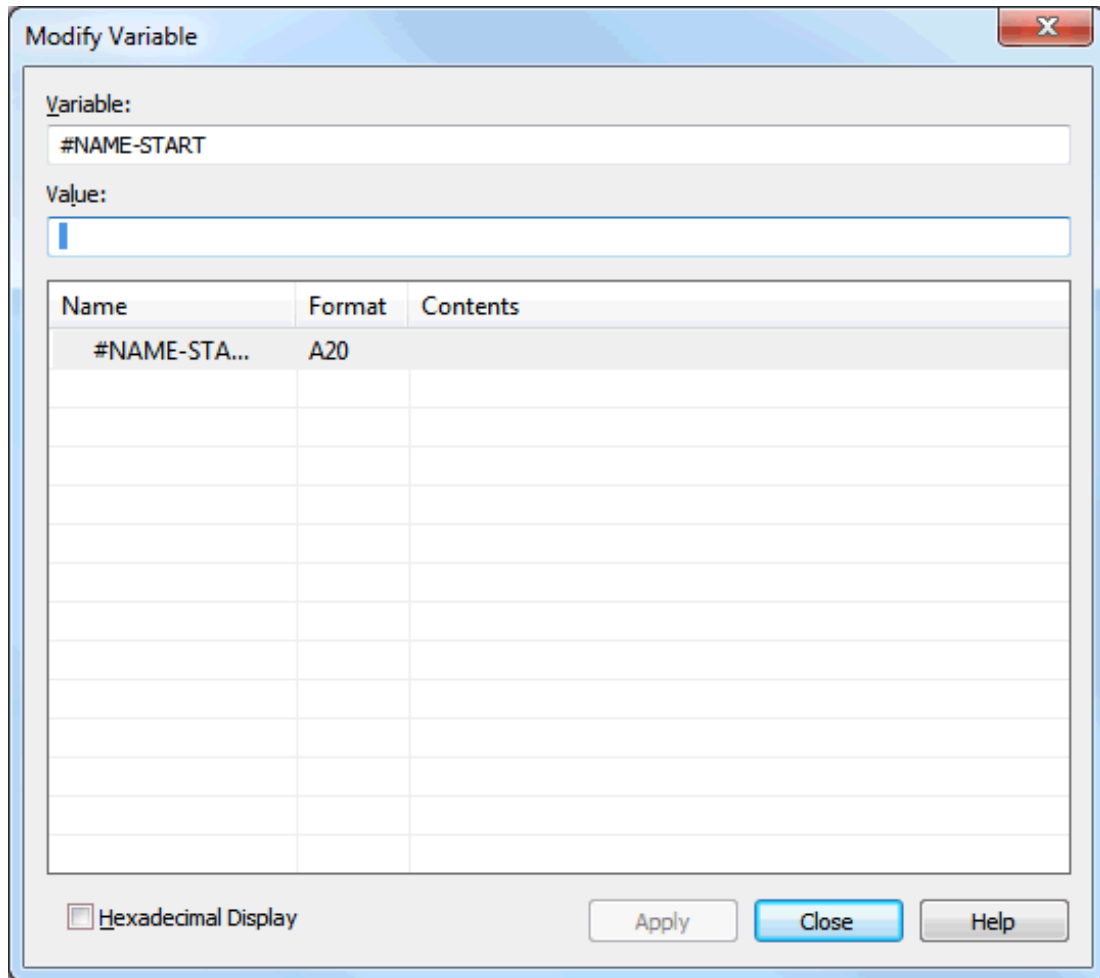 Modify Variable
Variable:
#NAME-START
Value:
Name Format Contents
#NAME-STA... A20
Hexadecimal Display Apply Close Help